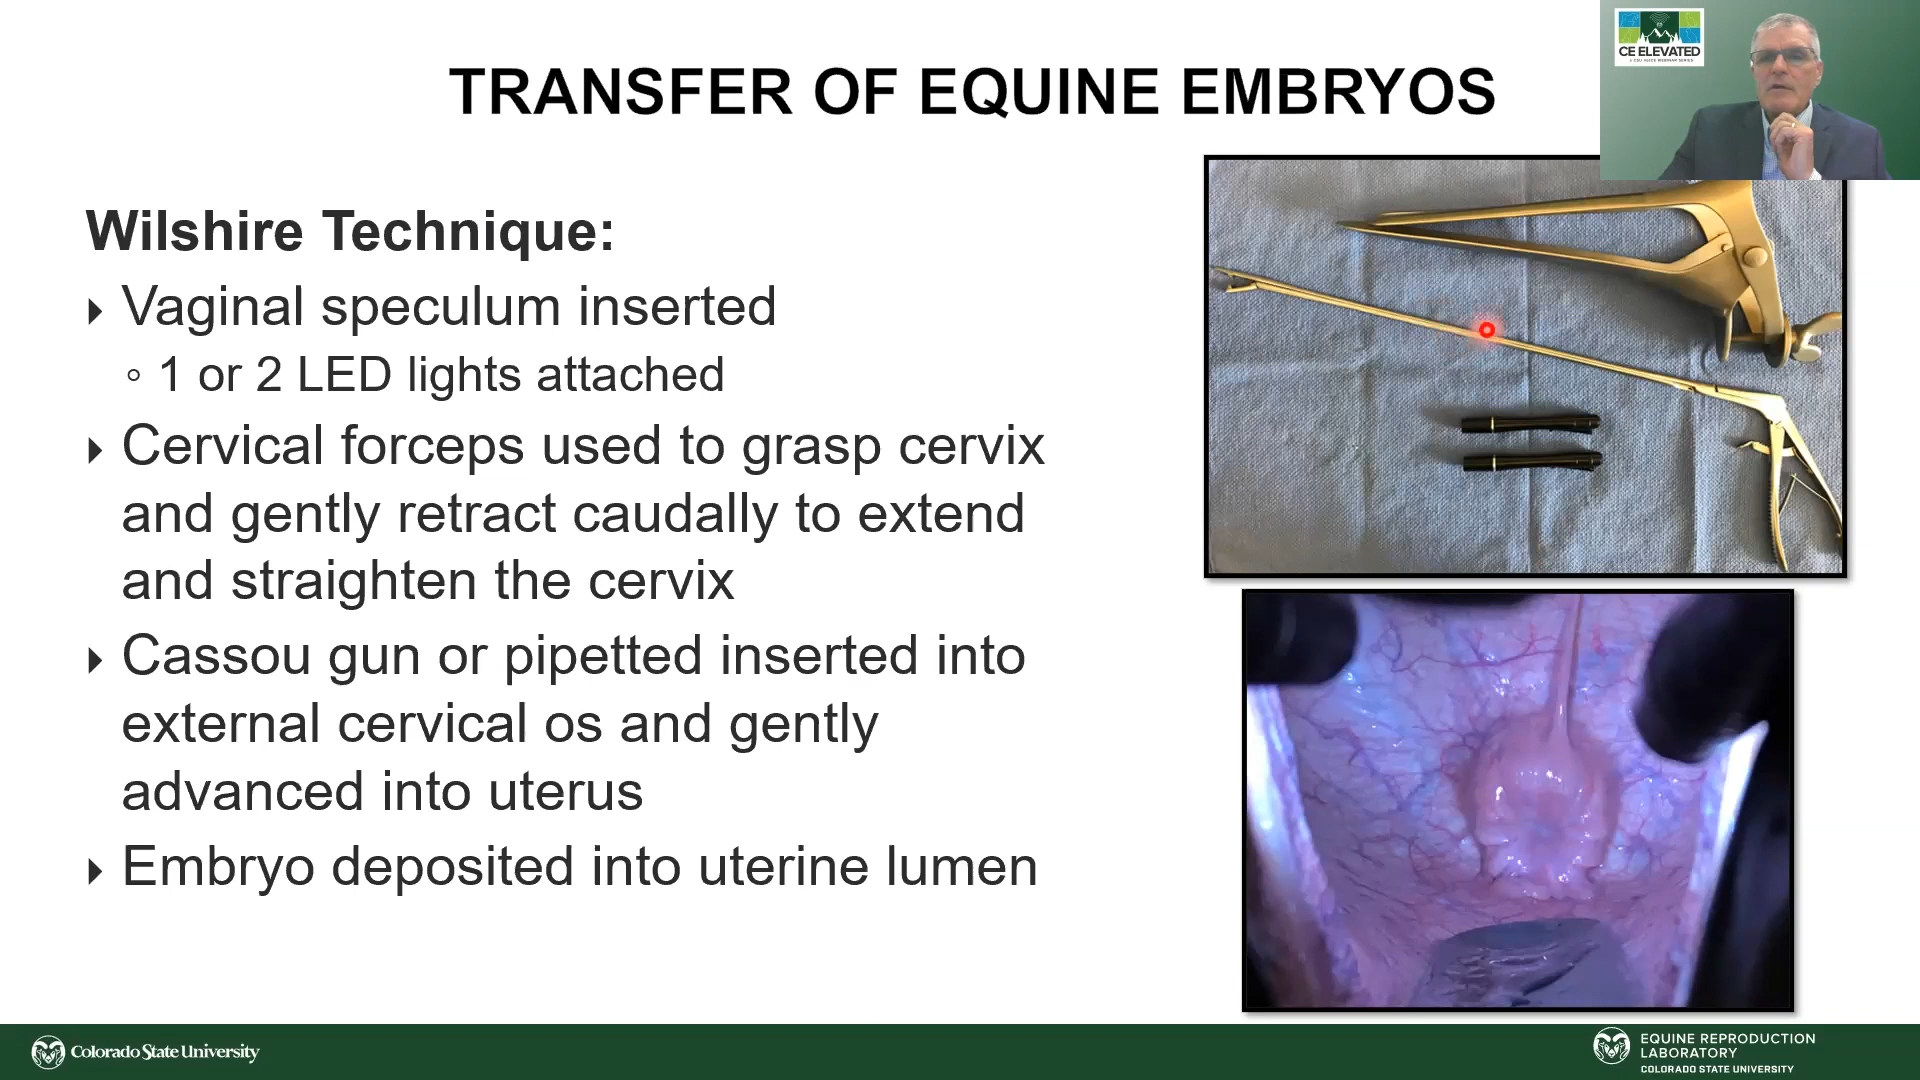 CE ELEVATED
TRANSFER OF EQUINE EMBRYOS
Wilshire Technique:
Vaginal speculum inserted
1 or 2 LED lights attached
Cervical forceps used to grasp cervix
and gently retract caudally to extend
and straighten the cervix
Cassou gun or pipetted inserted into
external cervical os and gently
advanced into uterus
Embryo deposited into uterine lumen
Colorado State University
EQUINE REPRODUCTION
LABORATORY
COLORADO STATE UNIVERSITY